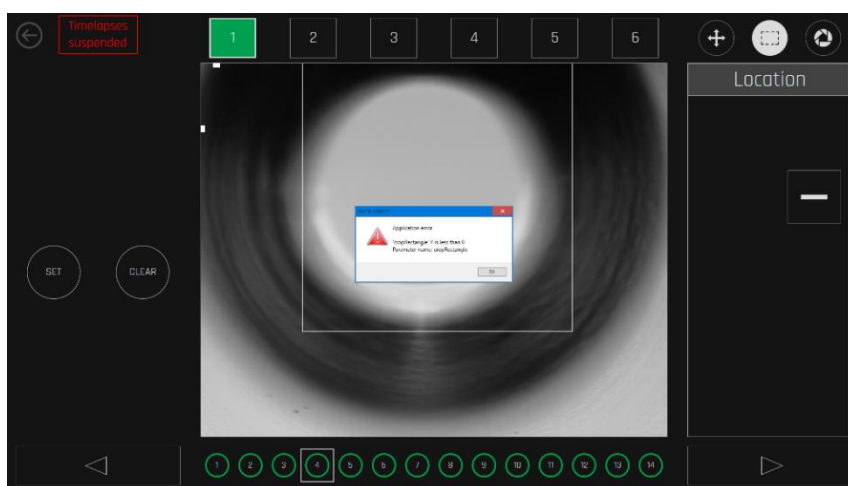 Timelapses
suspended
1 2 3 4 5 6
Location
Application error
'cropRectangle' Y is less than 0
Parameter name: cropRectangle
SET CLEAR
1 2 3 4 5 6 7 8 9 10 11 12 13 14